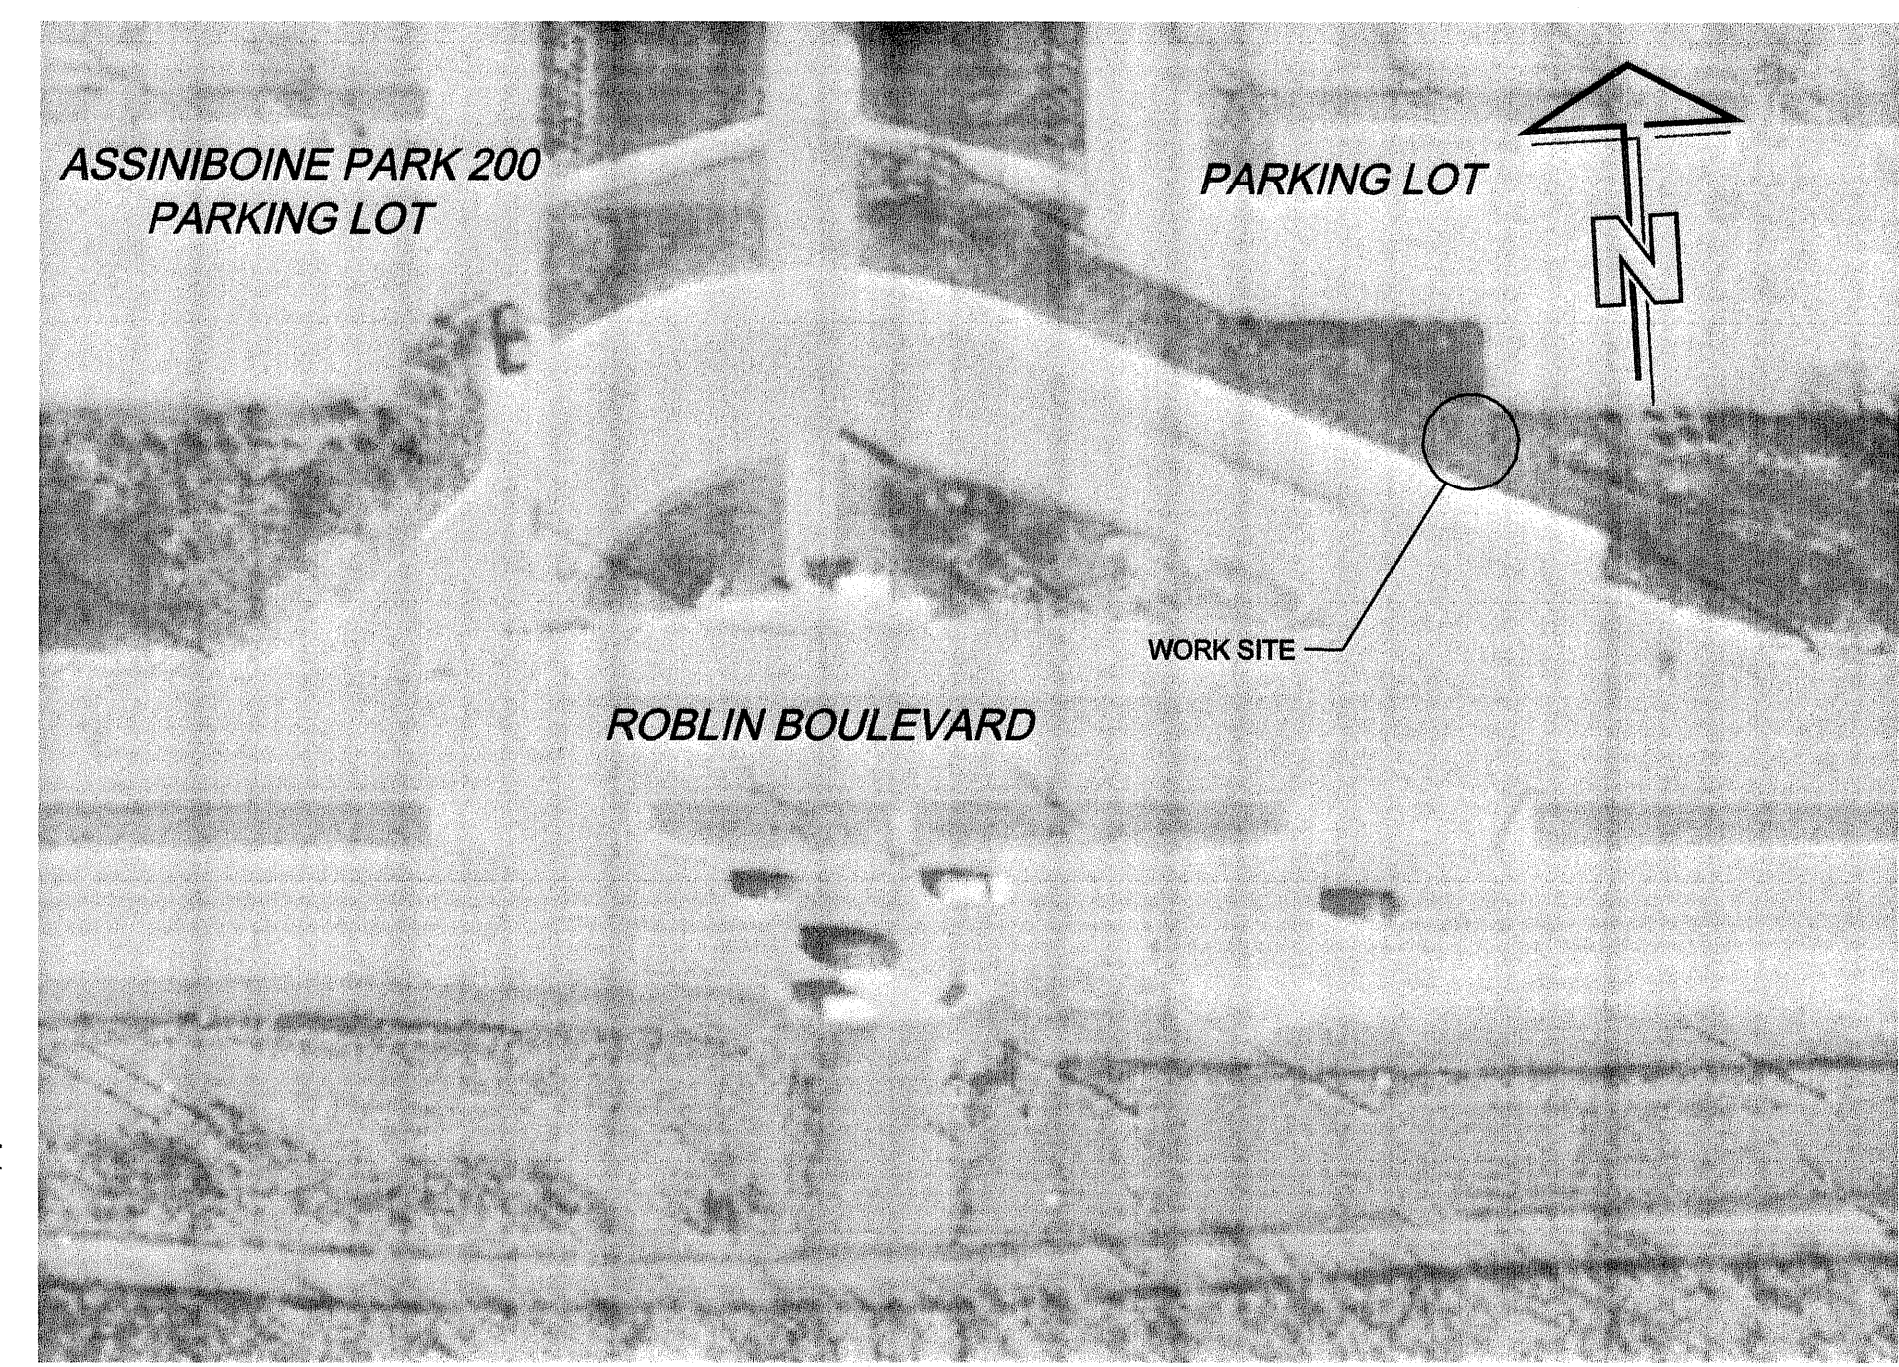 ASSINIBOINE PARK 200
PARKING LOT
PARKING LOT
N
WORK SITE
ROBLIN BOULEVARD